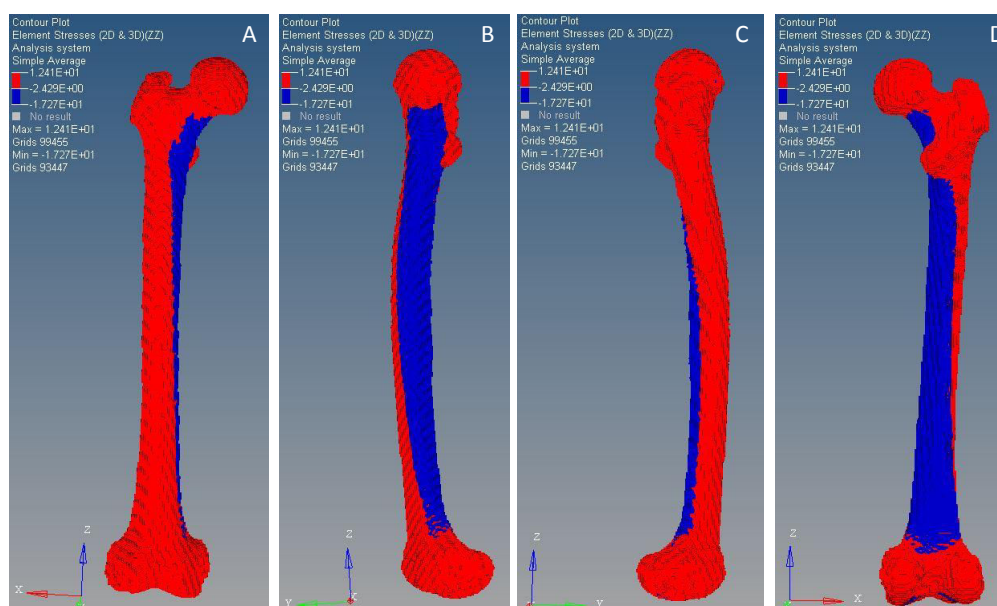 Contour Plot
Element Stresses (2D & 3D)(ZZ)
Analysis system
Simple Average
1.241E+01
-2.429E+00
-1.727E+01
No result
Max = 1.241E+01
Grids 99455
Min = -1.727E+01
Grids 93447
A
Z
X
Contour Plot
Element Stresses (2D & 3D)(ZZ)
Analysis system
Simple Average
1.241E+01
-2.429E+00
-1.727E+01
No result
Max = 1.241E+01
Grids 99455
Min = -1.727E+01
Grids 93447
B
Z
Y
X
Contour Plot
Element Stresses (2D & 3D)(ZZ)
Analysis system
Simple Average
1.241E+01
-2.429E+00
-1.727E+01
No result
Max = 1.241E+01
Grids 99455
Min = -1.727E+01
Grids 93447
C
Z
Y
Contour Plot
Element Stresses (2D & 3D)(ZZ)
Analysis system
Simple Average
1.241E+01
-2.429E+00
-1.727E+01
No result
Max = 1.241E+01
Grids 99455
Min = -1.727E+01
Grids 93447
D
Z
X